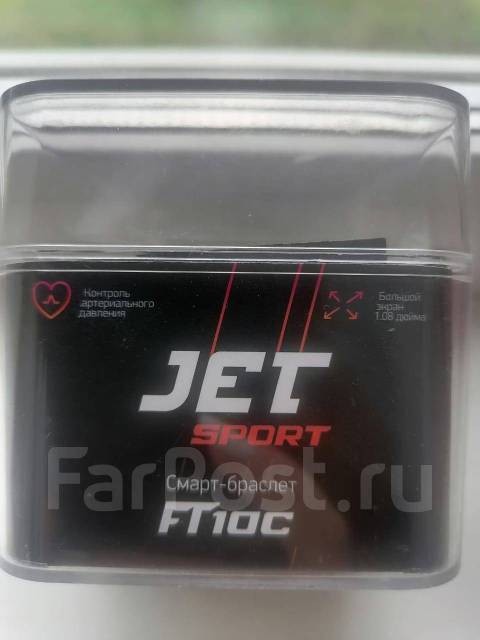 Контроль
артериального
давления
Большой
экран
1.08 дюйма
JET
SPORT
Смарт-браслет
FT10C
FarPost.ru